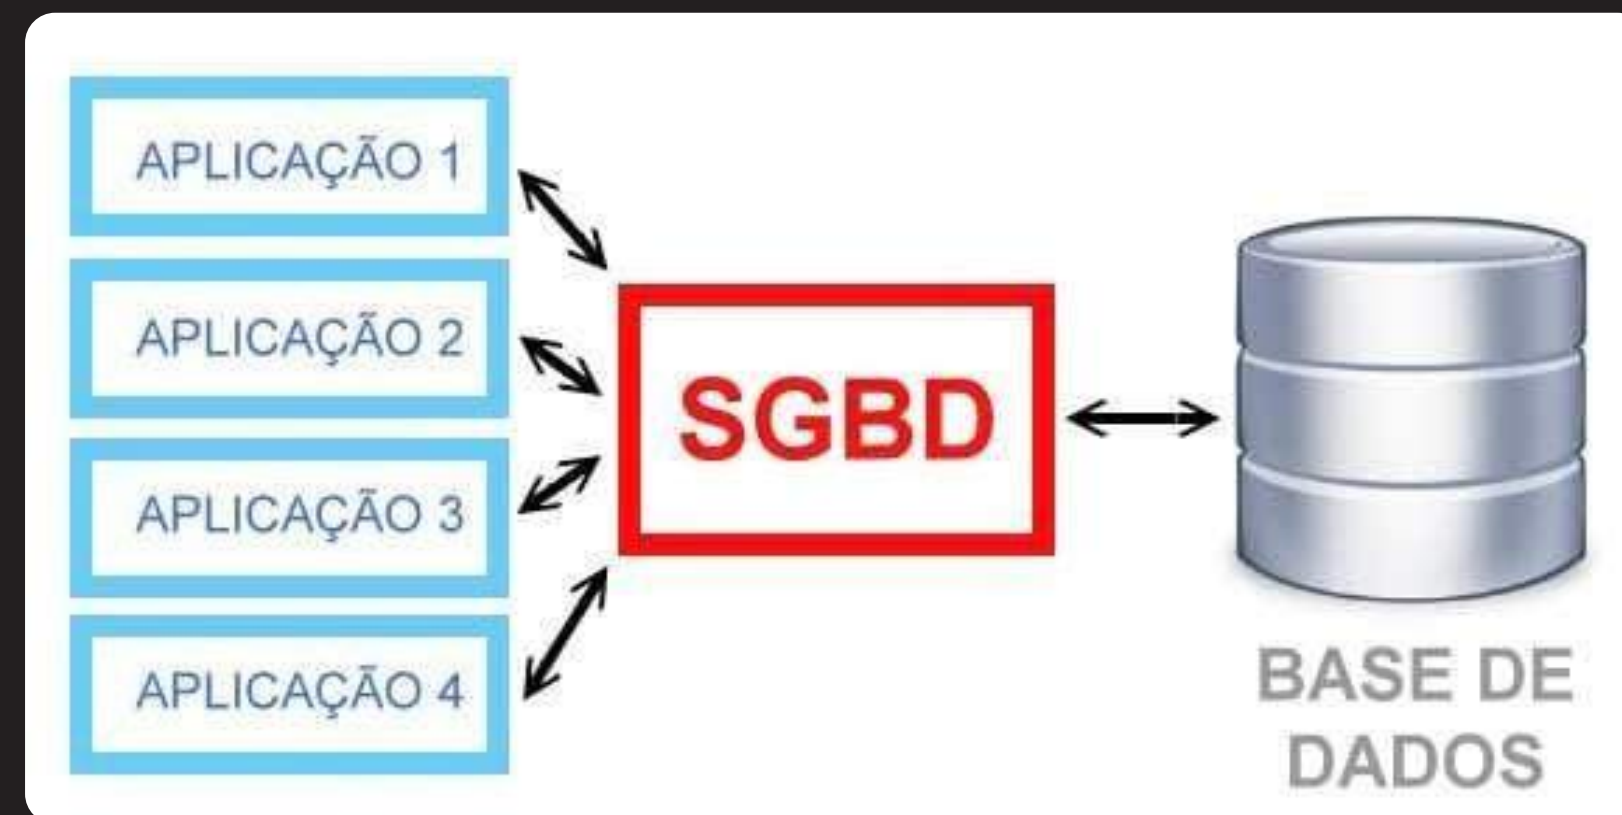 APLICAÇÃO 1
APLICAÇÃO 2
APLICAÇÃO 3
APLICAÇÃO 4
SGBD
BASE DE
DADOS